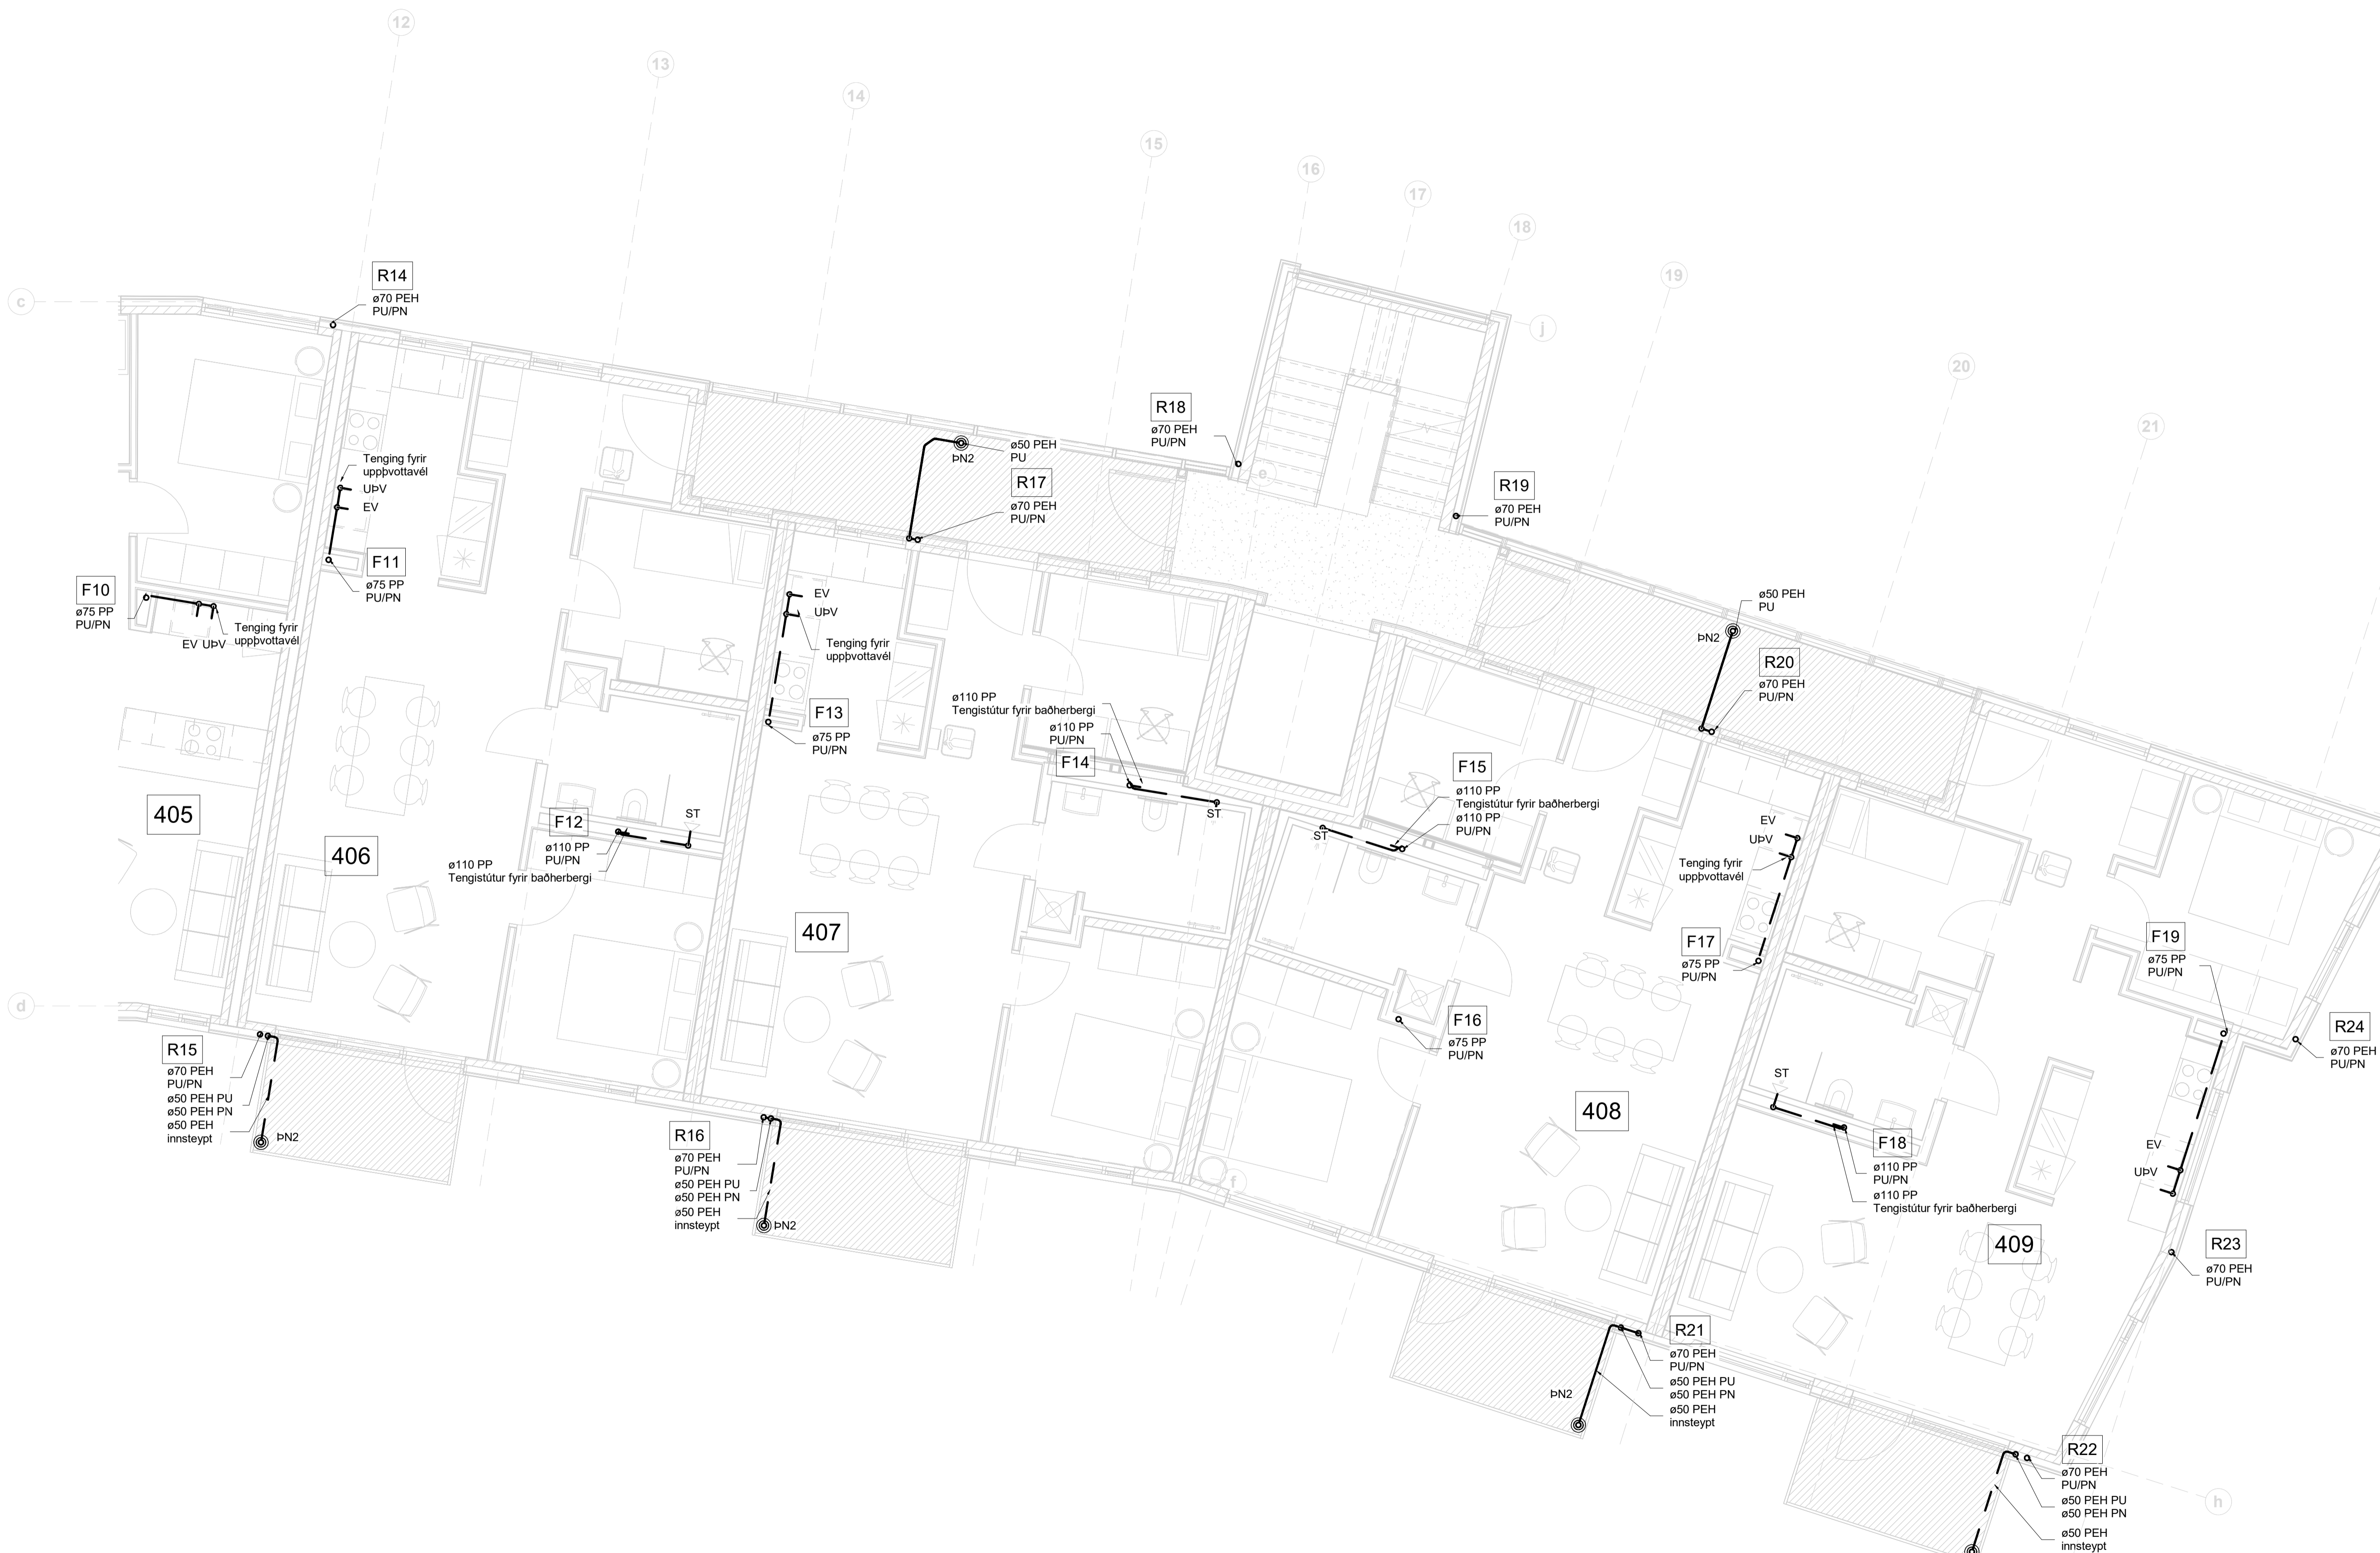 12
13
14
15
16
17
18
19
20
21
c
d
e
f
h
j
R14
ø70 PEH
PU/PN
R18
ø70 PEH
PU/PN
ø50 PEH
PU
ÞN2
R17
ø70 PEH
PU/PN
R19
ø70 PEH
PU/PN
Tenging fyrir
uppþvottavél
UÞV
EV
F11
ø75 PP
PU/PN
F10
ø75 PP
PU/PN
EV UÞV
Tenging fyrir
uppþvottavél
EV
UÞV
Tenging fyrir
uppþvottavél
F13
ø75 PP
PU/PN
ø50 PEH
PU
ÞN2
R20
ø70 PEH
PU/PN
ø110 PP
Tengistútur fyrir baðherbergi
ø110 PP
PU/PN
F14
ST
F15
ø110 PP
Tengistútur fyrir baðherbergi
ø110 PP
PU/PN
ST
405
406
F12
ST
ø110 PP
PU/PN
ø110 PP
Tengistútur fyrir baðherbergi
407
EV
UÞV
Tenging fyrir
uppþvottavél
F17
ø75 PP
PU/PN
F19
ø75 PP
PU/PN
F16
ø75 PP
PU/PN
R24
ø70 PEH
PU/PN
R15
ø70 PEH
PU/PN
ø50 PEH PU
ø50 PEH PN
ø50 PEH
innsteypt
ÞN2
R16
ø70 PEH
PU/PN
ø50 PEH PU
ø50 PEH PN
ø50 PEH
innsteypt
ÞN2
408
ST
F18
ø110 PP
PU/PN
ø110 PP
Tengistútur fyrir baðherbergi
EV
UÞV
409
R23
ø70 PEH
PU/PN
R21
ø70 PEH
PU/PN
ø50 PEH PU
ø50 PEH PN
ø50 PEH
innsteypt
ÞN2
R22
ø70 PEH
PU/PN
ø50 PEH PU
ø50 PEH PN
ø50 PEH
innsteypt